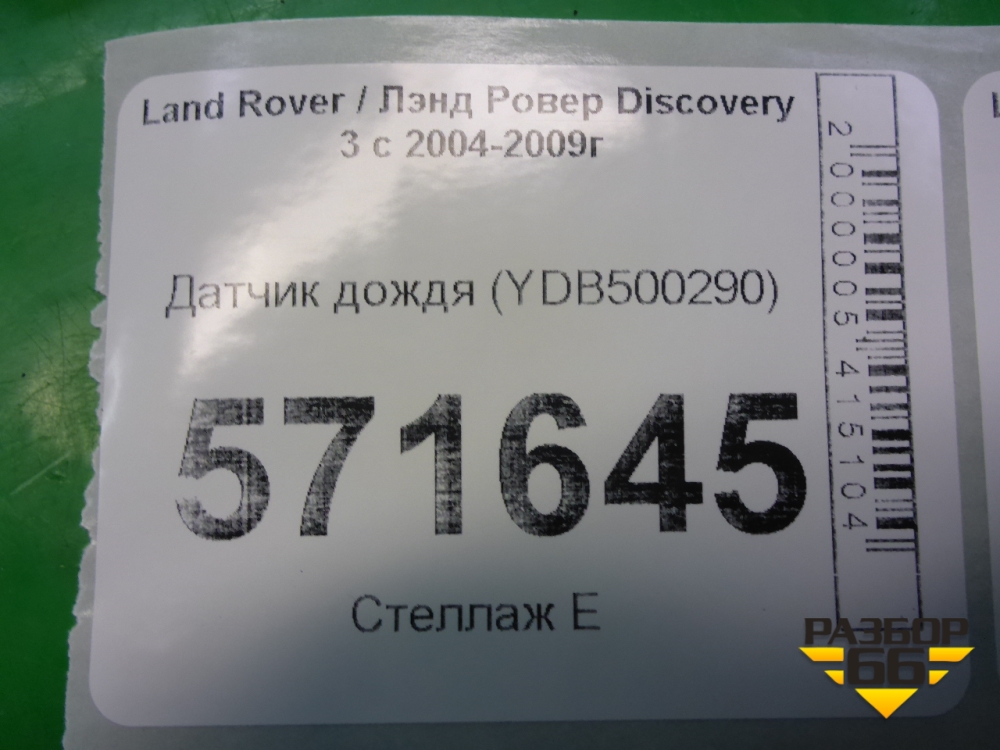 Land Rover / Лэнд Ровер Discovery
3 с 2004-2009г
Датчик дождя (YDB500290)
571645
Стеллаж Е
2000005415104
РАЗБОР
66